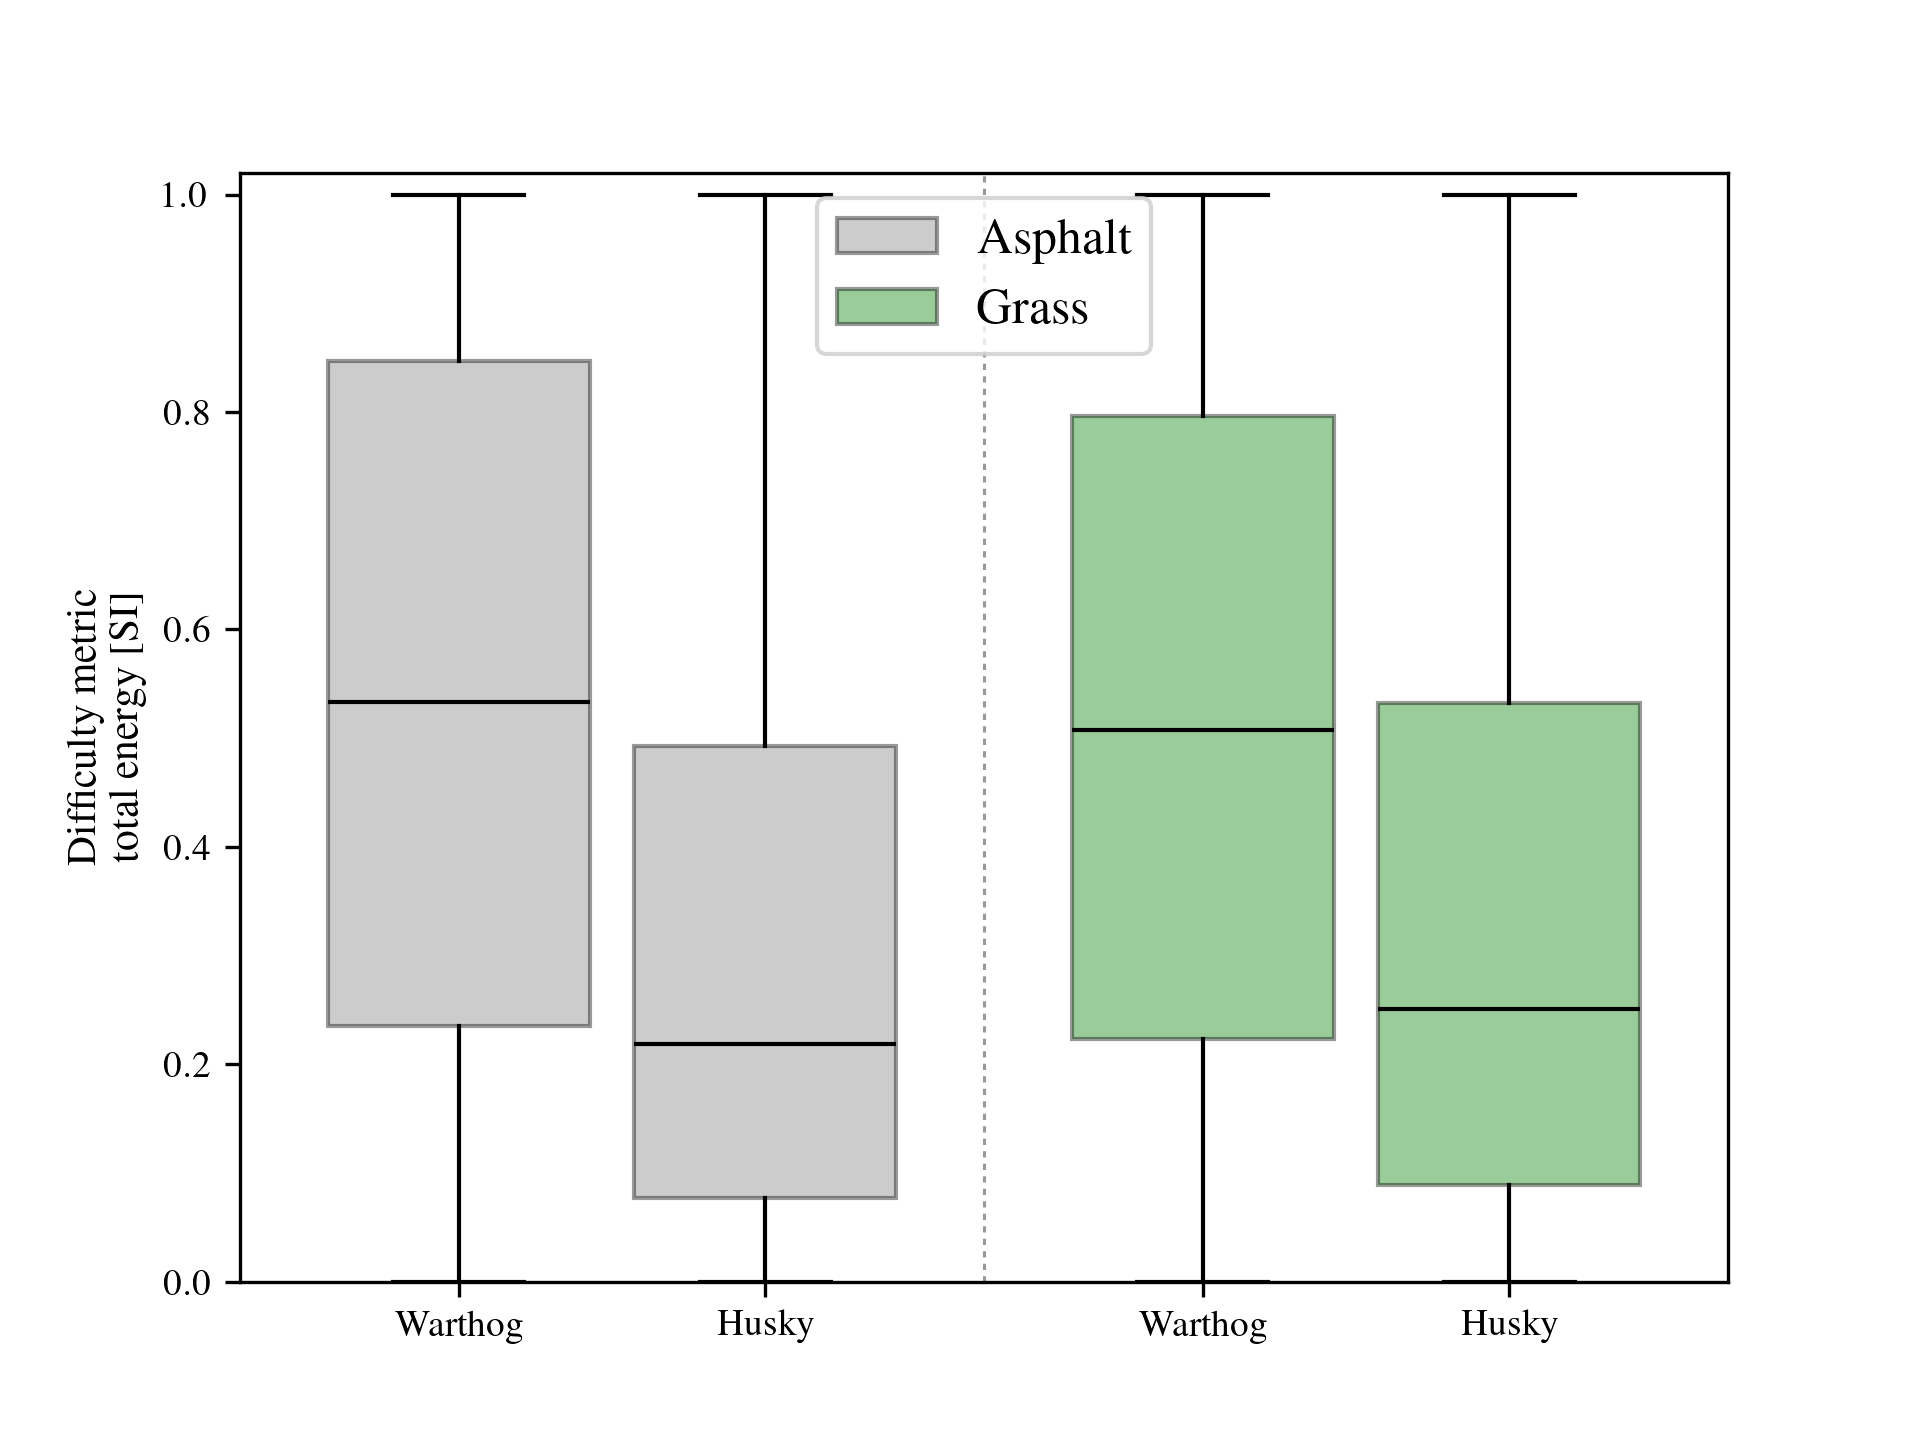 1.0
0.8
0.6
0.4
0.2
0.0
Difficulty metric
total energy [SI]
Asphalt
Grass
Warthog
Husky
Warthog
Husky